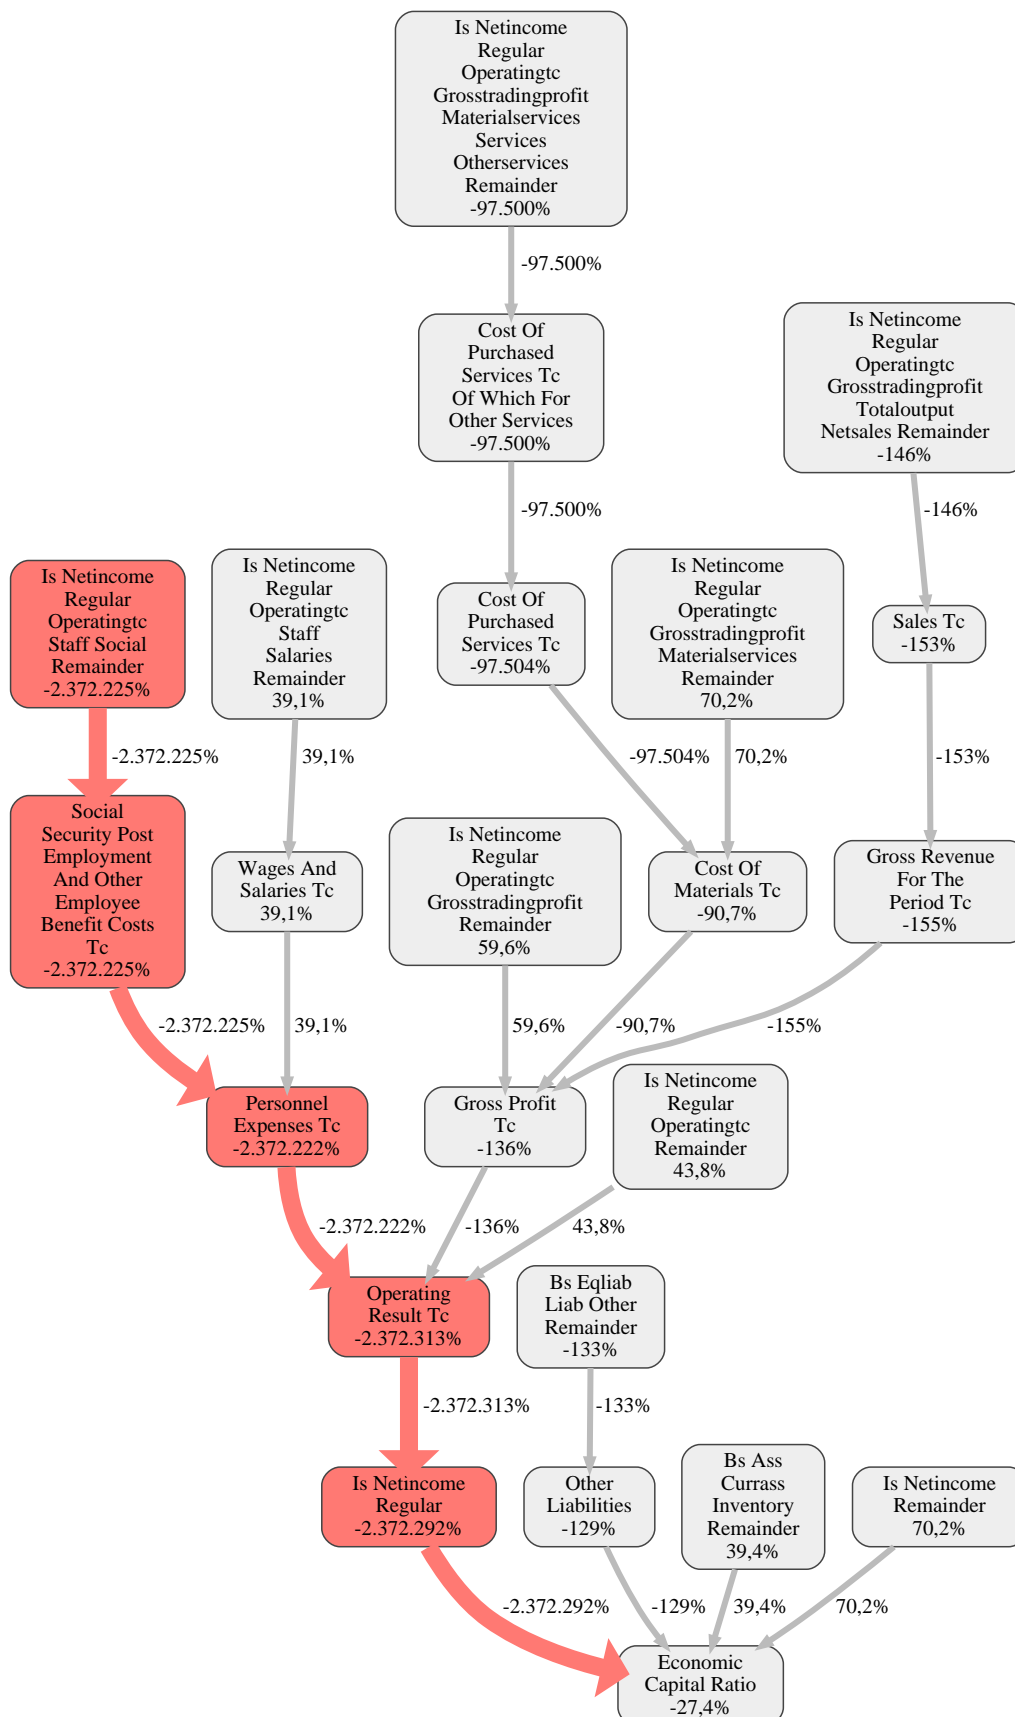 Is Netincome
Regular
Operatingtc
Grosstradingprofit
Materialservices
Services
Otherservices
Remainder
-97.500%
-97.500%
Cost Of
Purchased
Services Tc
Of Which For
Other Services
-97.500%
Is Netincome
Regular
Operatingtc
Grosstradingprofit
Totaloutput
Netsales Remainder
-146%
-97.500%
-146%
Is Netincome
Regular
Operatingtc
Staff Social
Remainder
-2.372.225%
Is Netincome
Regular
Operatingtc
Staff
Salaries
Remainder
39,1%
Cost Of
Purchased
Services Tc
-97.504%
Is Netincome
Regular
Operatingtc
Grosstradingprofit
Materialservices
Remainder
70,2%
Sales Tc
-153%
-2.372.225%
39,1%
-97.504%
70,2%
-153%
Social
Security Post
Employment
And Other
Employee
Benefit Costs
Tc
-2.372.225%
Wages And
Salaries Tc
39,1%
Is Netincome
Regular
Operatingtc
Grosstradingprofit
Remainder
59,6%
Cost Of
Materials Tc
-90,7%
Gross Revenue
For The
Period Tc
-155%
-2.372.225%
39,1%
59,6%
-90,7%
-155%
Personnel
Expenses Tc
-2.372.222%
Gross Profit
Tc
-136%
Is Netincome
Regular
Operatingtc
Remainder
43,8%
-2.372.222%
-136%
43,8%
Operating
Result Tc
-2.372.313%
Bs Eqliab
Liab Other
Remainder
-133%
-2.372.313%
-133%
Is Netincome
Regular
-2.372.292%
Other
Liabilities
-129%
Bs Ass
Currass
Inventory
Remainder
39,4%
Is Netincome
Remainder
70,2%
-2.372.292%
-129%
39,4%
70,2%
Economic
Capital Ratio
-27,4%